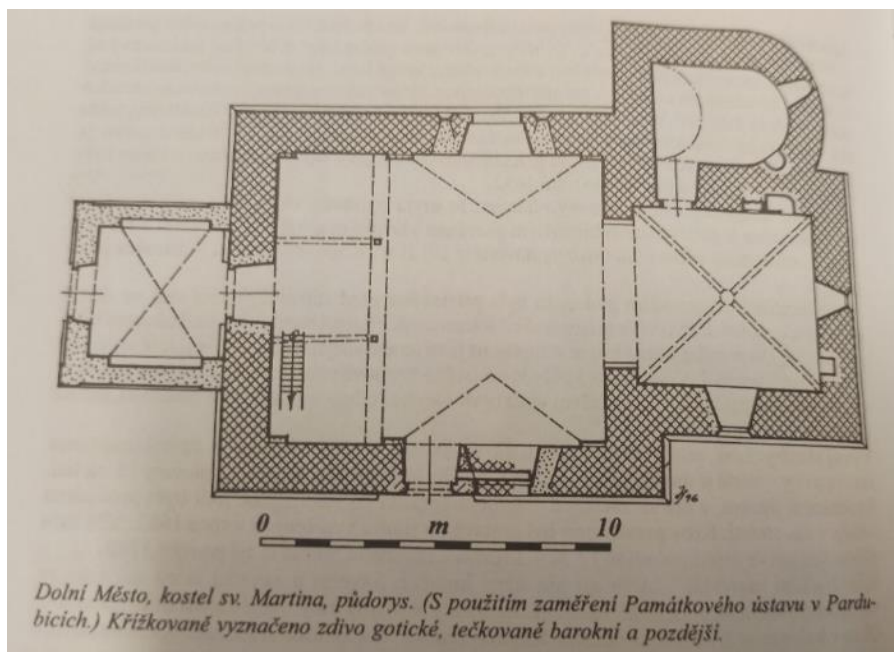 0 m 10
Dolní Město, kostel sv. Martina, půdorys. (S použitím zaměření Památkového ústavu v Pardu-
bicích.) Křížkovaně vyznačeno zdivo gotické, tečkovaně barokní a pozdější.